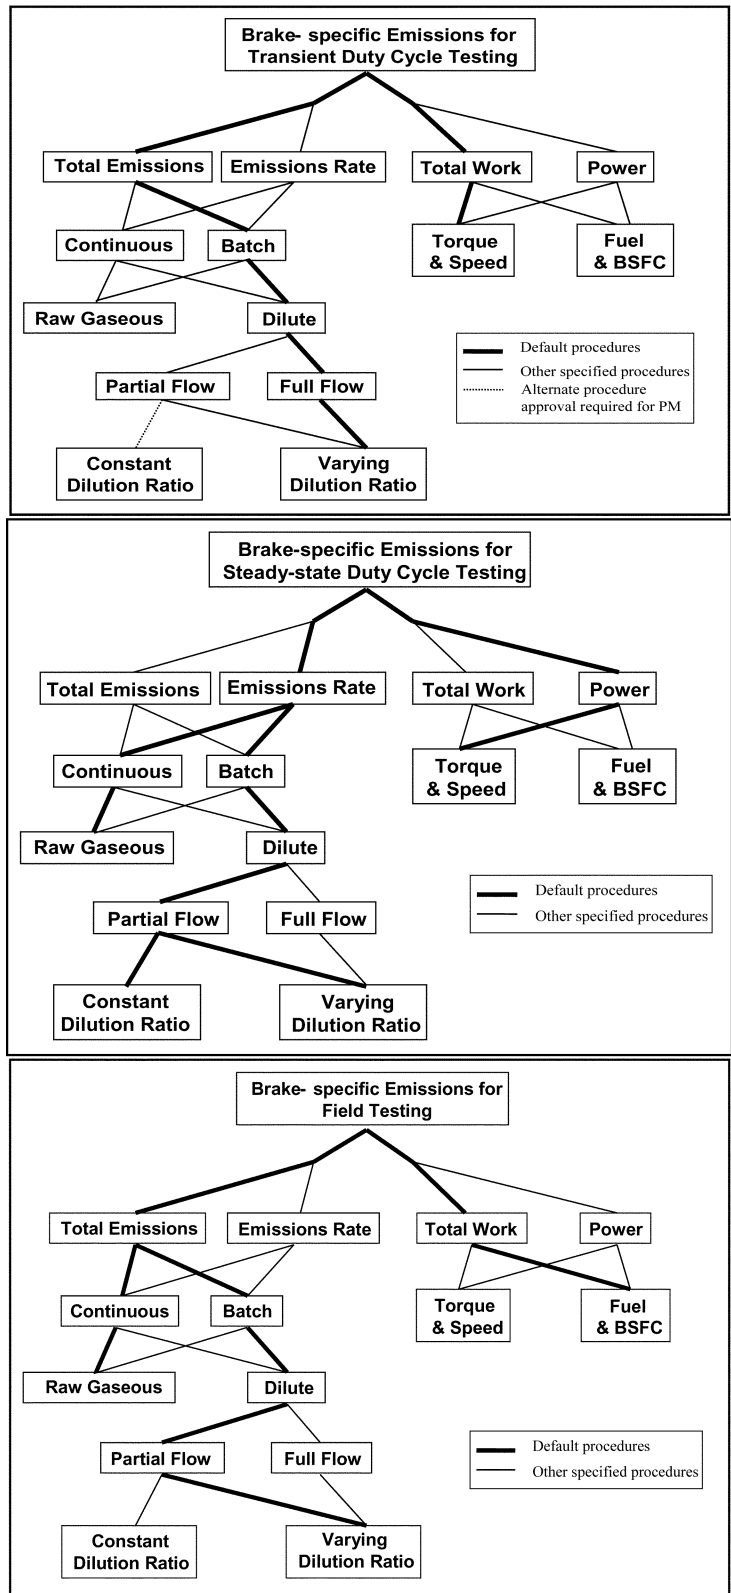 Brake- specific Emissions for
Transient Duty Cycle Testing
Total Emissions
Emissions Rate
Total Work
Power
Continuous
Batch
Torque
& Speed
Fuel
& BSFC
Raw Gaseous
Dilute
Default procedures
Other specified procedures
Alternate procedure
approval required for PM
Partial Flow
Full Flow
Constant
Dilution Ratio
Varying
Dilution Ratio
Brake-specific Emissions for
Steady-state Duty Cycle Testing
Total Emissions
Emissions Rate
Total Work
Power
Continuous
Batch
Torque
& Speed
Fuel
& BSFC
Raw Gaseous
Dilute
Default procedures
Other specified procedures
Partial Flow
Full Flow
Constant
Dilution Ratio
Varying
Dilution Ratio
Brake- specific Emissions for
Field Testing
Total Emissions
Emissions Rate
Total Work
Power
Continuous
Batch
Torque
& Speed
Fuel
& BSFC
Raw Gaseous
Dilute
Default procedures
Other specified procedures
Partial Flow
Full Flow
Constant
Dilution Ratio
Varying
Dilution Ratio